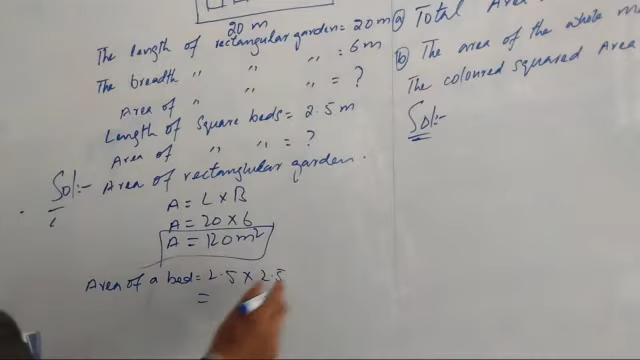 20 m
The length of rectangular garden = 20 m
The breadth " " " = 6 m
Area of " " " = ?
Length of square beds = 2.5 m
Area of " " = ?
Sol:- Area of rectanglular garden.
A = L x B
A = 20 x 6
A = 120 m²
Area of a bed = 2.5 x 2.5
=
(a) Total Area
(b) The area of the whole
The coloured squared Area
Sol:-